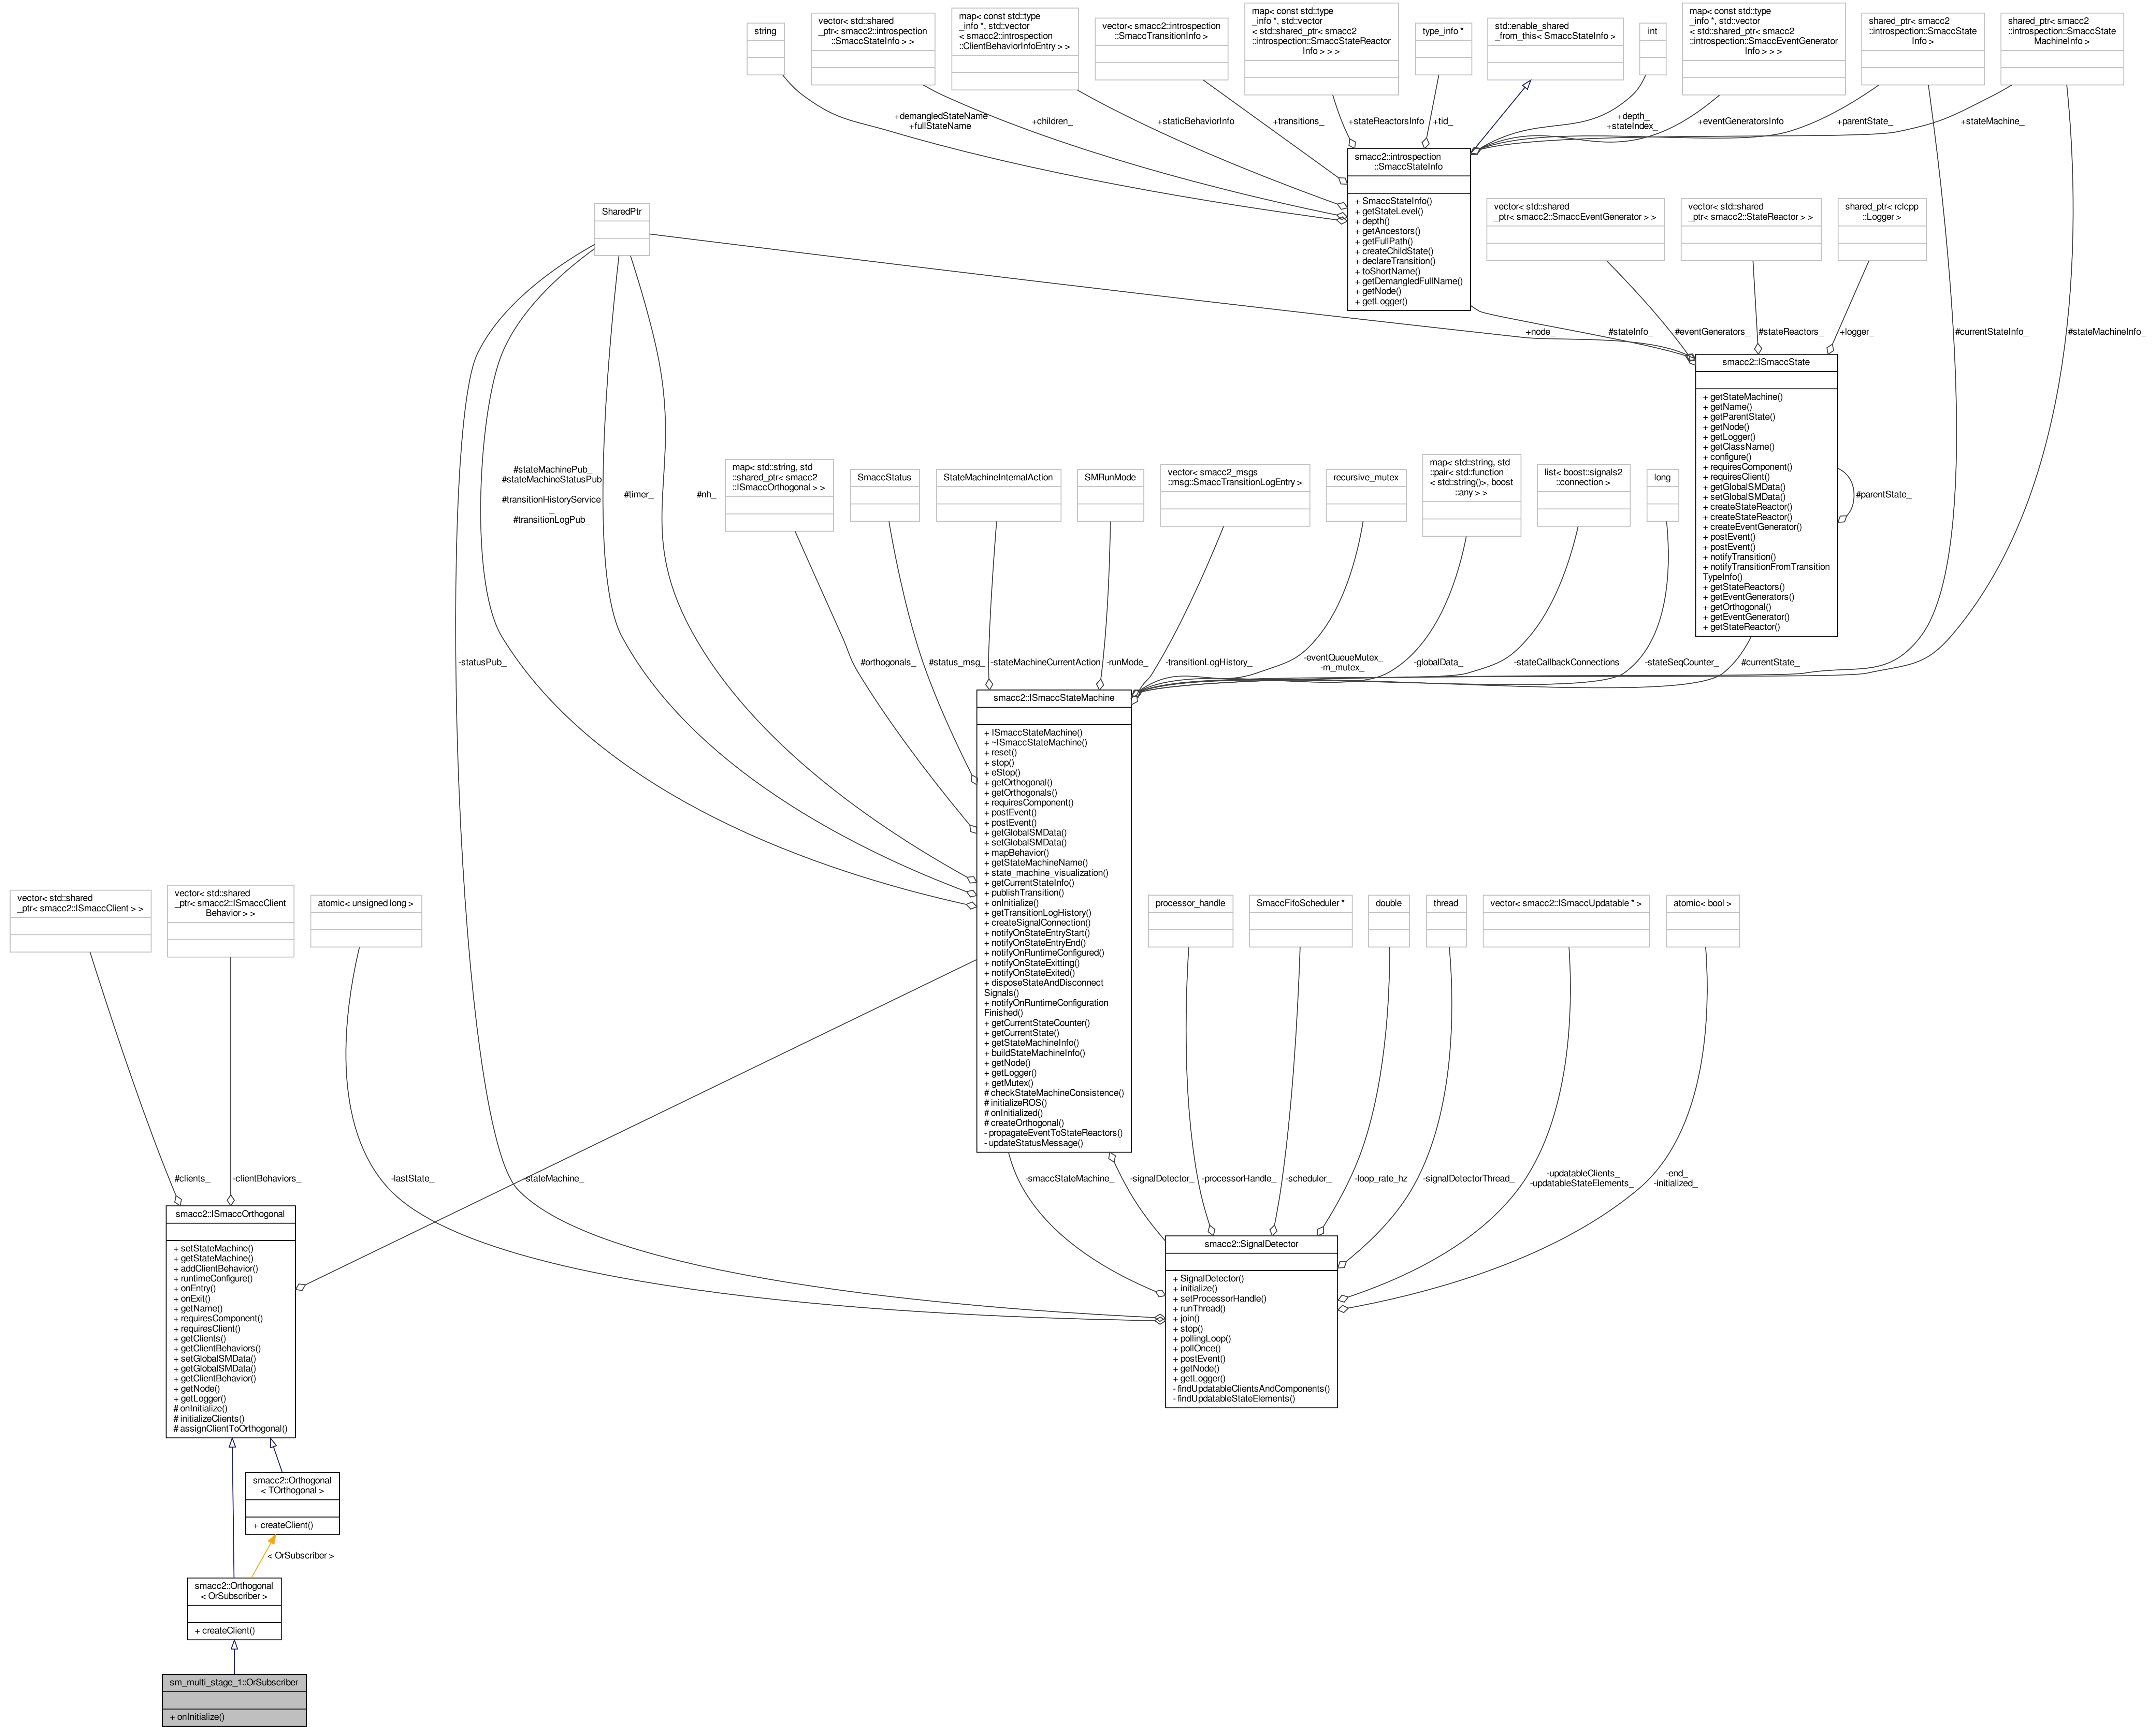 string
vector< std::shared
_ptr< smacc2::introspection
::SmaccStateInfo > >
map< const std::type
_info *, std::vector
< smacc2::introspection
::ClientBehaviorInfoEntry > >
vector< smacc2::introspection
::SmaccTransitionInfo >
map< const std::type
_info *, std::vector
< std::shared_ptr< smacc2
::introspection::SmaccStateReactor
Info > > >
type_info *
std::enable_shared
_from_this< SmaccStateInfo >
int
map< const std::type
_info *, std::vector
< std::shared_ptr< smacc2
::introspection::SmaccEventGenerator
Info > > >
shared_ptr< smacc2
::introspection::SmaccState
Info >
shared_ptr< smacc2
::introspection::SmaccState
MachineInfo >
+demangledStateName
+fullStateName
+children_
+staticBehaviorInfo
+transitions_
+stateReactorsInfo
+tid_
+depth_
+stateIndex_
+eventGeneratorsInfo
+parentState_
+stateMachine_
smacc2::introspection
::SmaccStateInfo
+ SmaccStateInfo()
+ getStateLevel()
+ depth()
+ getAncestors()
+ getFullPath()
+ createChildState()
+ declareTransition()
+ toShortName()
+ getDemangledFullName()
+ getNode()
+ getLogger()
SharedPtr
vector< std::shared
_ptr< smacc2::SmaccEventGenerator > >
vector< std::shared
_ptr< smacc2::StateReactor > >
shared_ptr< rclcpp
::Logger >
+node_
#stateInfo_
#eventGenerators_
#stateReactors_
+logger_
#currentStateInfo_
#stateMachineInfo_
smacc2::ISmaccState
+ getStateMachine()
+ getName()
+ getParentState()
+ getNode()
+ getLogger()
+ getClassName()
+ configure()
+ requiresComponent()
+ requiresClient()
+ getGlobalSMData()
+ setGlobalSMData()
+ createStateReactor()
+ createStateReactor()
+ createEventGenerator()
+ postEvent()
+ postEvent()
+ notifyTransition()
+ notifyTransitionFromTransition
TypeInfo()
+ getStateReactors()
+ getEventGenerators()
+ getOrthogonal()
+ getEventGenerator()
+ getStateReactor()
#parentState_
#stateMachinePub_
#stateMachineStatusPub
_
#transitionHistoryService
_
#transitionLogPub_
#timer_
#nh_
map< std::string, std
::shared_ptr< smacc2
::ISmaccOrthogonal > >
SmaccStatus
StateMachineInternalAction
SMRunMode
vector< smacc2_msgs
::msg::SmaccTransitionLogEntry >
recursive_mutex
map< std::string, std
::pair< std::function
< std::string()>, boost
::any > >
list< boost::signals2
::connection >
long
-statusPub_
#orthogonals_
#status_msg_
-stateMachineCurrentAction
-runMode_
-transitionLogHistory_
-eventQueueMutex_
-m_mutex_
-globalData_
-stateCallbackConnections
-stateSeqCounter_
#currentState_
smacc2::ISmaccStateMachine
+ ISmaccStateMachine()
+ ~ISmaccStateMachine()
+ reset()
+ stop()
+ eStop()
+ getOrthogonal()
+ getOrthogonals()
+ requiresComponent()
+ postEvent()
+ postEvent()
+ getGlobalSMData()
+ setGlobalSMData()
+ mapBehavior()
+ getStateMachineName()
+ state_machine_visualization()
+ getCurrentStateInfo()
+ publishTransition()
+ onInitialize()
+ getTransitionLogHistory()
+ createSignalConnection()
+ notifyOnStateEntryStart()
+ notifyOnStateEntryEnd()
+ notifyOnRuntimeConfigured()
+ notifyOnStateExitting()
+ notifyOnStateExited()
+ disposeStateAndDisconnect
Signals()
+ notifyOnRuntimeConfiguration
Finished()
+ getCurrentStateCounter()
+ getCurrentState()
+ getStateMachineInfo()
+ buildStateMachineInfo()
+ getNode()
+ getLogger()
+ getMutex()
# checkStateMachineConsistence()
# initializeROS()
# onInitialized()
# createOrthogonal()
- propagateEventToStateReactors()
- updateStatusMessage()
vector< std::shared
_ptr< smacc2::ISmaccClient > >
vector< std::shared
_ptr< smacc2::ISmaccClient
Behavior > >
atomic< unsigned long >
processor_handle
SmaccFifoScheduler *
double
thread
vector< smacc2::ISmaccUpdatable * >
atomic< bool >
#clients_
-clientBehaviors_
-lastState_
-stateMachine_
-smaccStateMachine_
-signalDetector_
-processorHandle_
-scheduler_
-loop_rate_hz
-signalDetectorThread_
-updatableClients_
-updatableStateElements_
-end_
-initialized_
smacc2::ISmaccOrthogonal
+ setStateMachine()
+ getStateMachine()
+ addClientBehavior()
+ runtimeConfigure()
+ onEntry()
+ onExit()
+ getName()
+ requiresComponent()
+ requiresClient()
+ getClients()
+ getClientBehaviors()
+ setGlobalSMData()
+ getGlobalSMData()
+ getClientBehavior()
+ getNode()
+ getLogger()
# onInitialize()
# initializeClients()
# assignClientToOrthogonal()
smacc2::SignalDetector
+ SignalDetector()
+ initialize()
+ setProcessorHandle()
+ runThread()
+ join()
+ stop()
+ pollingLoop()
+ pollOnce()
+ postEvent()
+ getNode()
+ getLogger()
- findUpdatableClientsAndComponents()
- findUpdatableStateElements()
smacc2::Orthogonal
< TOrthogonal >
+ createClient()
< OrSubscriber >
smacc2::Orthogonal
< OrSubscriber >
+ createClient()
sm_multi_stage_1::OrSubscriber
+ onInitialize()